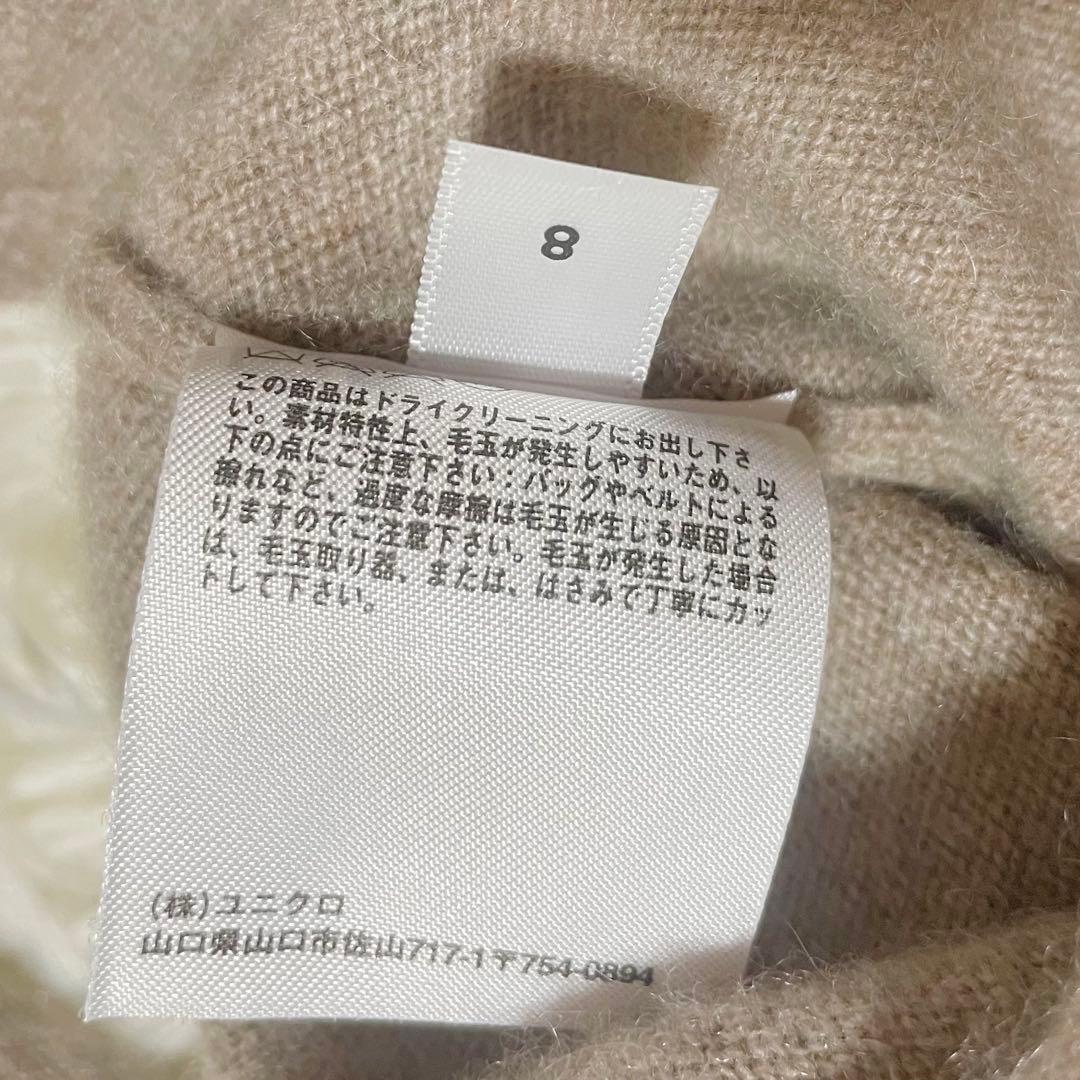 8
この商品はドライクリーニングにお出し下さ
い。素材特性上、毛玉が発生しやすいため、以
下の点にご注意下さい：バッグやベルトによる
擦れなど、過度な摩擦は毛玉が生じる原因とな
りますのでご注意下さい。毛玉が発生した場合
は、毛玉取り器、または、はさみで丁寧にカッ
トして下さい。
(株)ユニクロ
山口県山口市佐山717-1〒754-0894